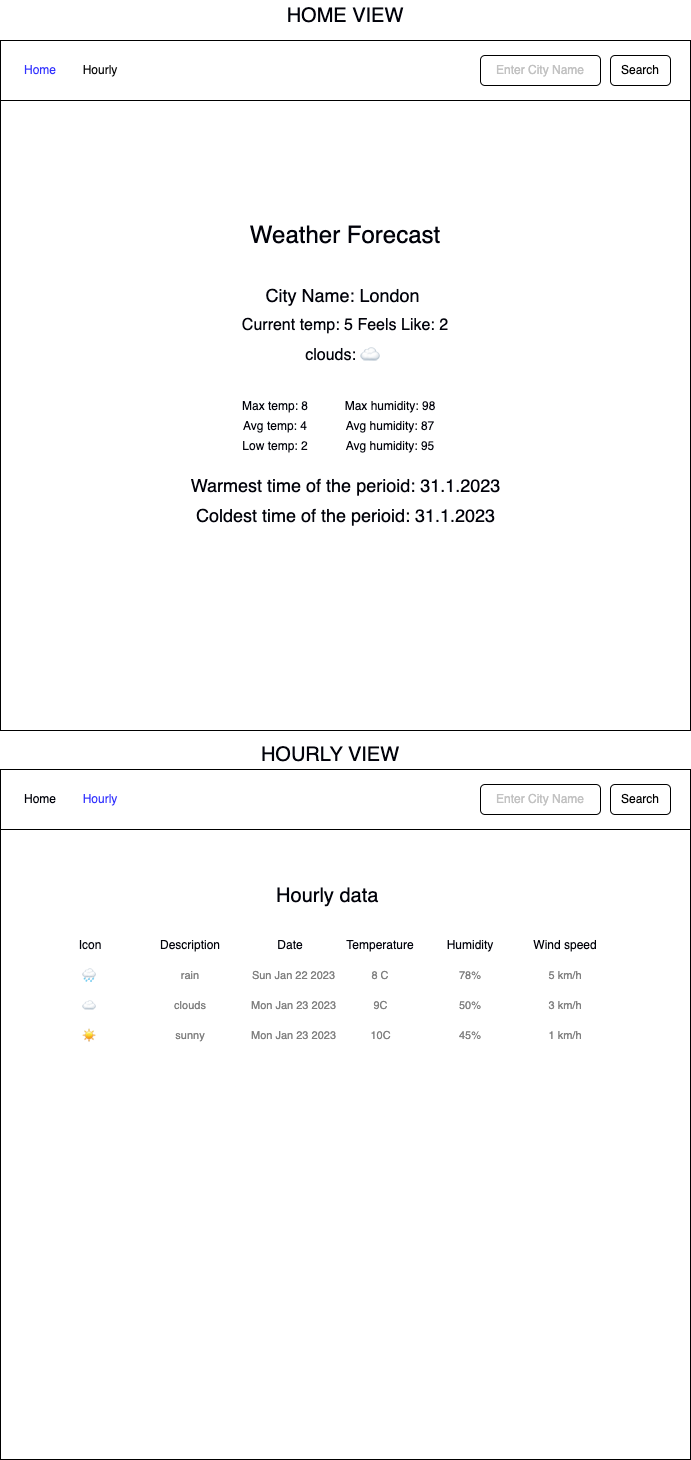 HOME VIEW
Home Hourly Enter City Name Search
Weather Forecast
City Name: London
Current temp: 5 Feels Like: 2
clouds: ☁️
Max temp: 8 Max humidity: 98
Avg temp: 4 Avg humidity: 87
Low temp: 2 Avg humidity: 95
Warmest time of the perioid: 31.1.2023
Coldest time of the perioid: 31.1.2023
HOURLY VIEW
Home Hourly Enter City Name Search
Hourly data
Icon Description Date Temperature Humidity Wind speed
🌧️ rain Sun Jan 22 2023 8 C 78% 5 km/h
☁️ clouds Mon Jan 23 2023 9C 50% 3 km/h
☀️ sunny Mon Jan 23 2023 10C 45% 1 km/h